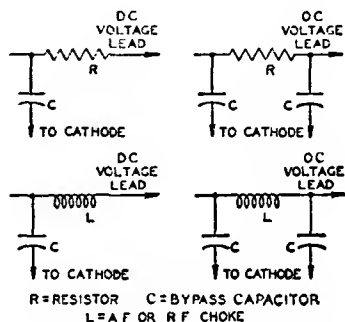 DC VOLTAGE LEAD
OC VOLTAGE LEAD
R
R
C
C
C
TO CATHODE
TO CATHODE
DC VOLTAGE LEAD
OC VOLTAGE LEAD
L
L
C
C
C
TO CATHODE
TO CATHODE
R=RESISTOR C=BYPASS CAPACITOR
L=A F OR R F CHOKE